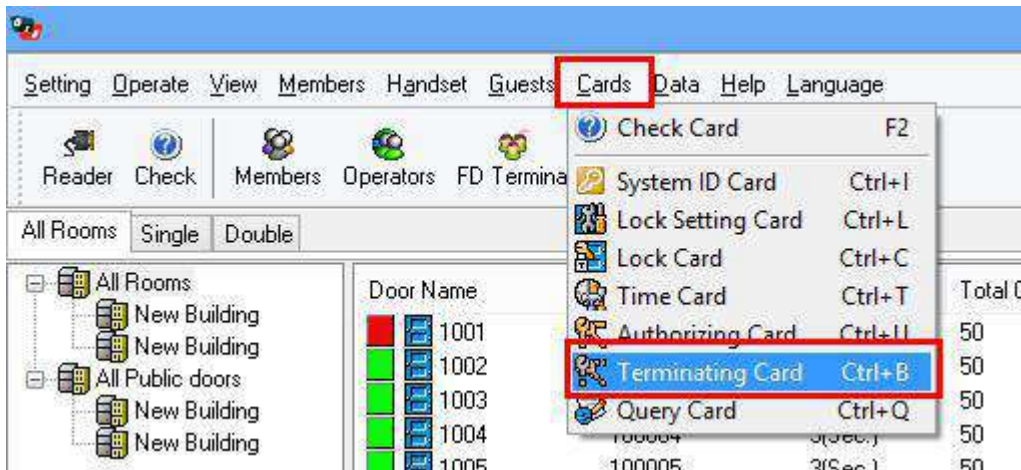 Setting Operate View Members Handset Guests Cards Data Help Language
Reader Check Members Operators FD Termina
Check Card F2
System ID Card Ctrl+I
Lock Setting Card Ctrl+L
Lock Card Ctrl+C
Time Card Ctrl+T
Authorizing Card Ctrl+U
Terminating Card Ctrl+B
Query Card Ctrl+Q
All Rooms Single Double
All Rooms
New Building
New Building
All Public doors
New Building
New Building
Door Name Total
1001 50
1002 50
1003 50
1004 100004 3(Sec.) 50
1005 100005 3(Sec.) 50